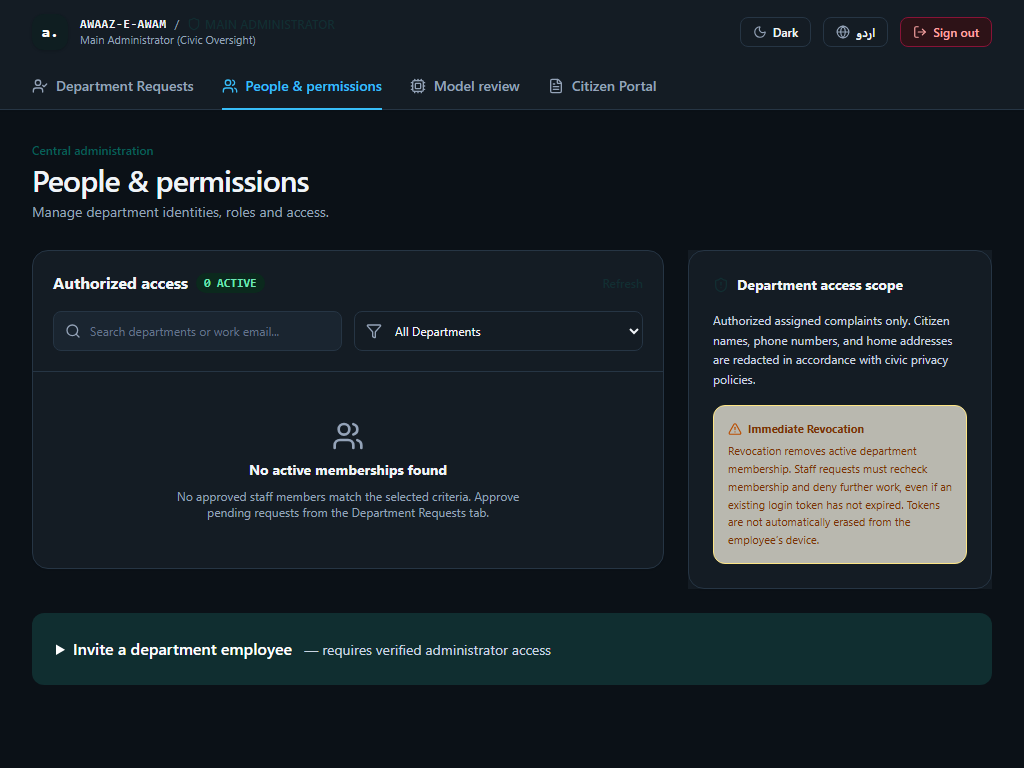 a.
AWAAZ-E-AWAM / MAIN ADMINISTRATOR
Main Administrator (Civic Oversight)
Dark
اردو
Sign out
Department Requests
People & permissions
Model review
Citizen Portal
Central administration
People & permissions
Manage department identities, roles and access.
Authorized access
0 ACTIVE
Refresh
Search departments or work email...
All Departments
No active memberships found
No approved staff members match the selected criteria. Approve
pending requests from the Department Requests tab.
Department access scope
Authorized assigned complaints only. Citizen
names, phone numbers, and home addresses
are redacted in accordance with civic privacy
policies.
Immediate Revocation
Revocation removes active department
membership. Staff requests must recheck
membership and deny further work, even if an
existing login token has not expired. Tokens
are not automatically erased from the
employee's device.
Invite a department employee — requires verified administrator access